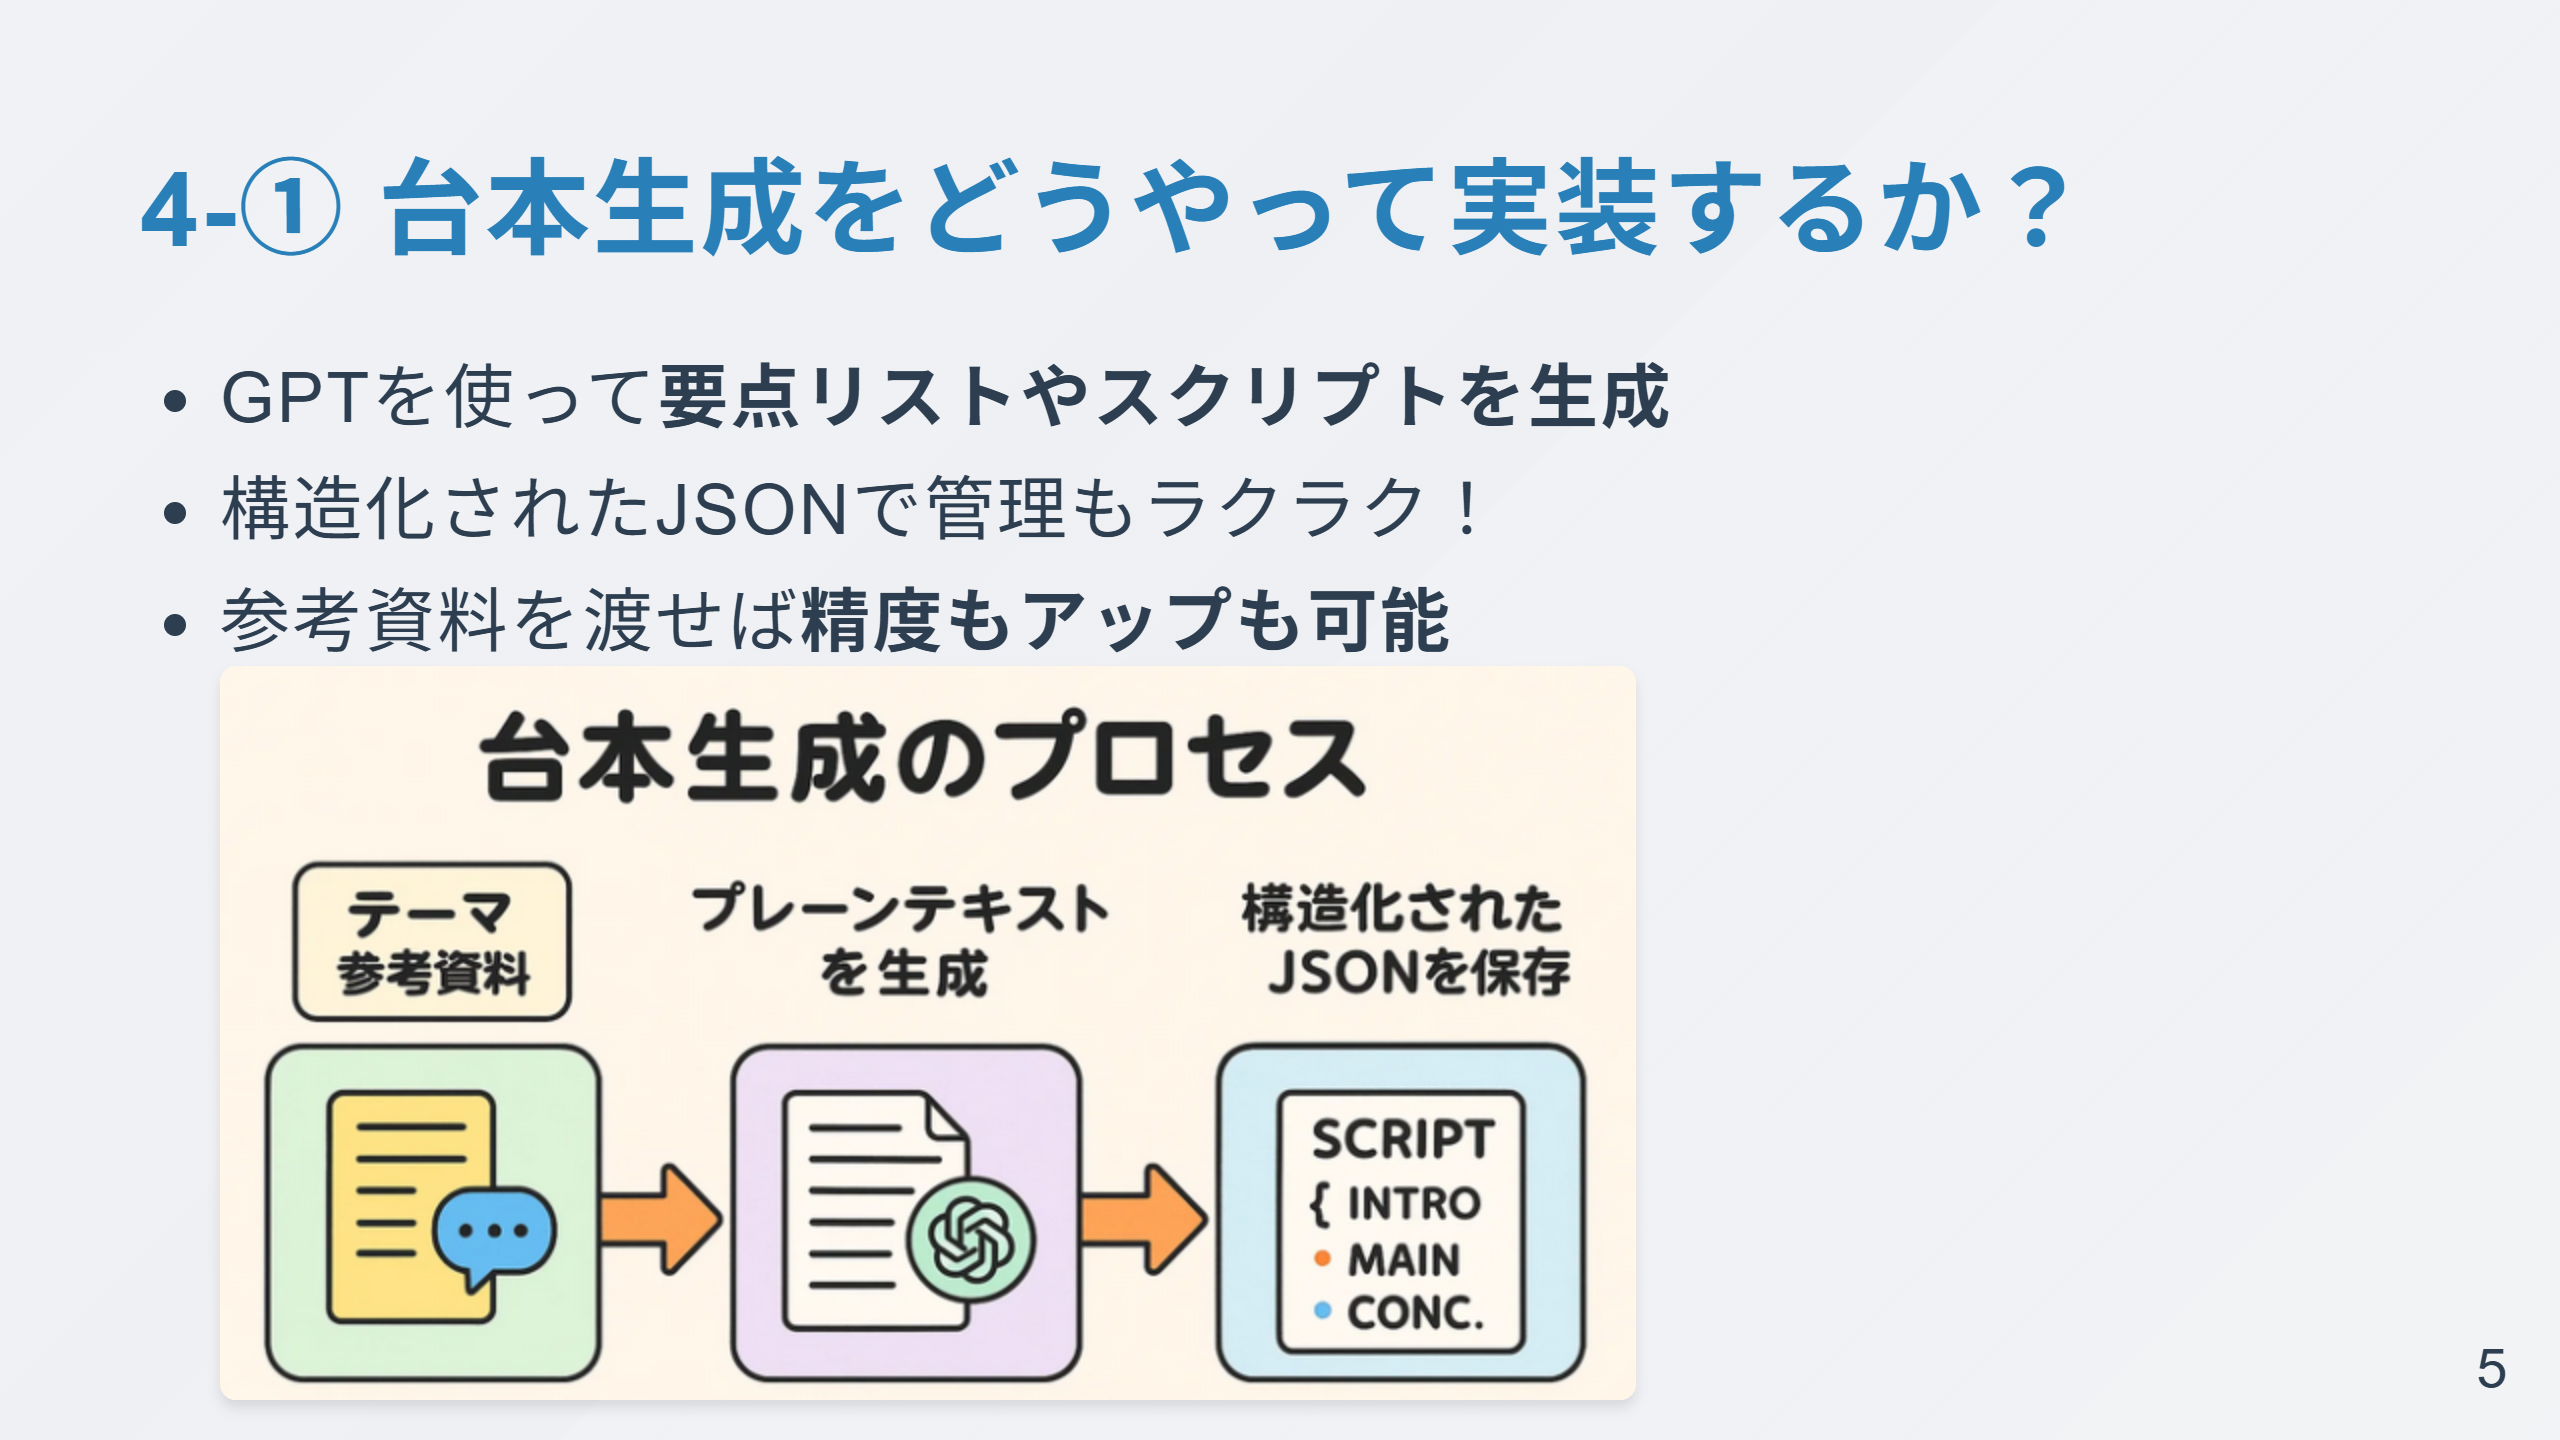 4-① 台本生成をどうやって実装するか？
GPTを使って要点リストやスクリプトを生成
構造化されたJSONで管理もラクラク！
参考資料を渡せば精度もアップも可能
台本生成のプロセス
テーマ
参考資料
プレーンテキスト
を生成
構造化された
JSONを保存
SCRIPT
{ INTRO
• MAIN
• CONC.
5